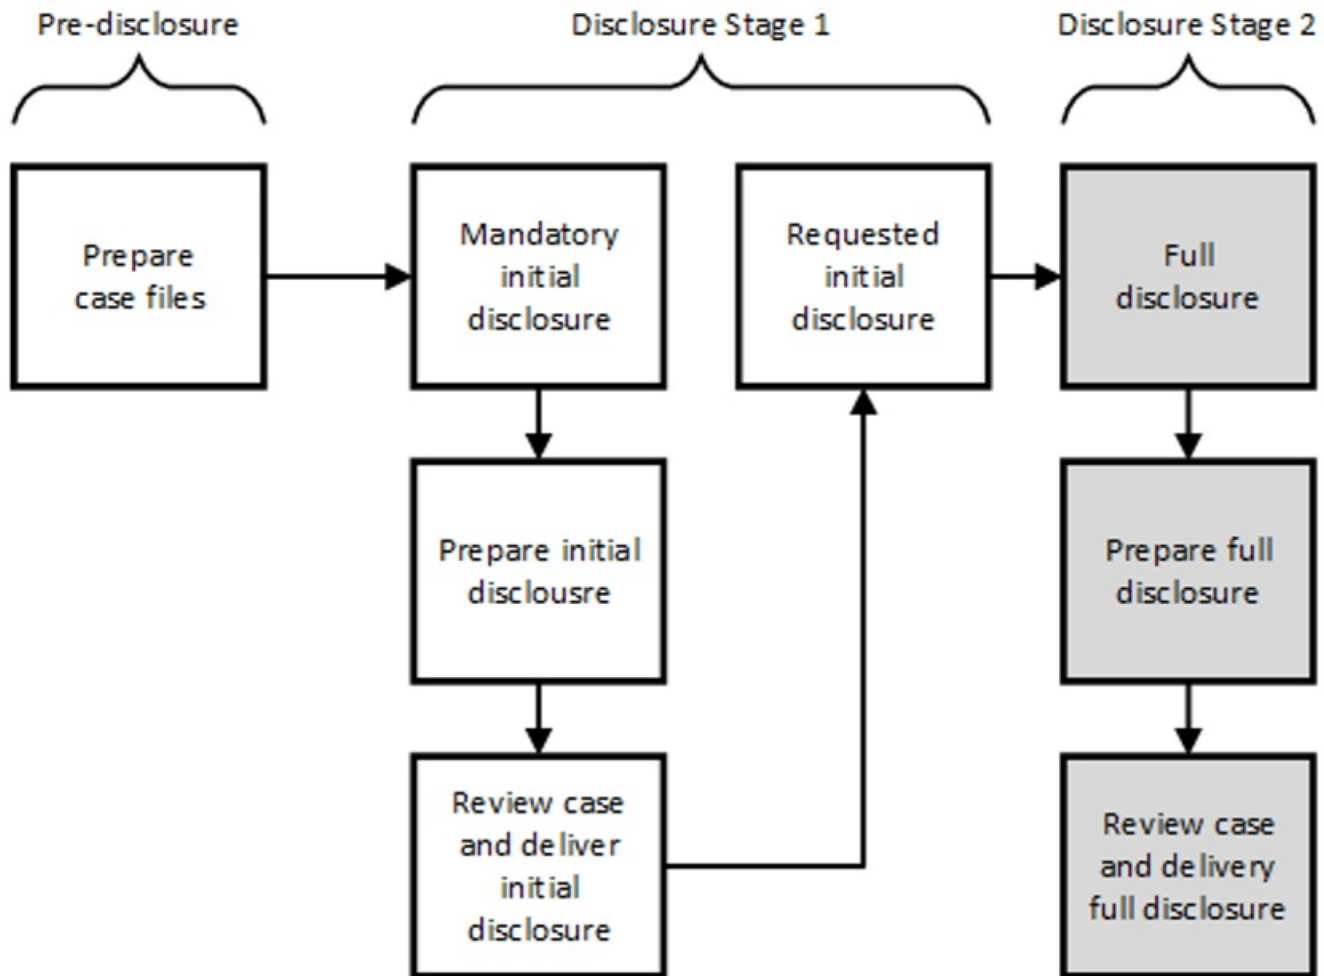 Pre-disclosure
Disclosure Stage 1
Disclosure Stage 2
Prepare
case files
Mandatory
initial
disclosure
Requested
initial
disclosure
Full
disclosure
Prepare initial
disclousre
Prepare full
disclosure
Review case
and deliver
initial
disclosure
Review case
and delivery
full disclosure